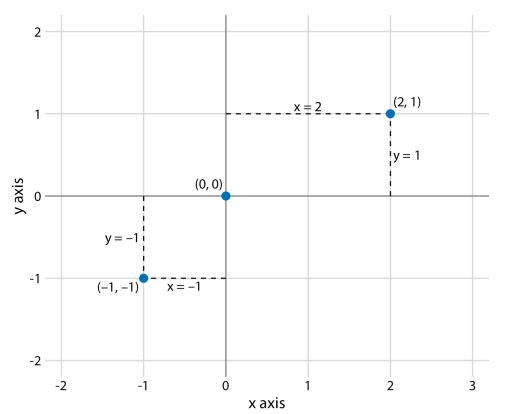 2
(2, 1)
x = 2
1
y = 1
(0, 0)
0
y axis
y = –1
-1
(–1, –1)
x = –1
-2
-2
-1
0
1
2
3
x axis